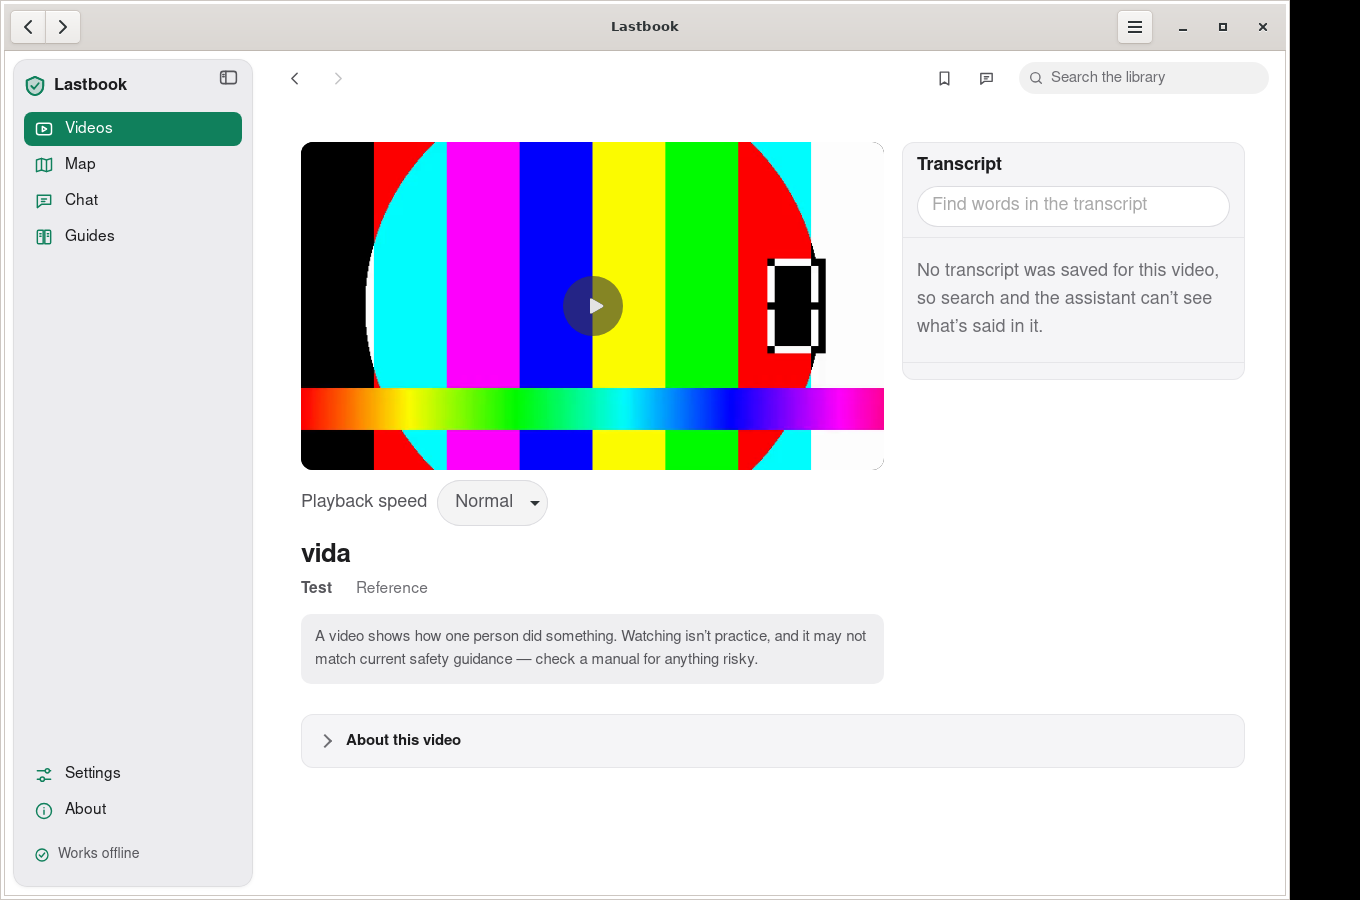 Lastbook
Lastbook
Search the library
Videos
Map
Chat
Guides
Transcript
Find words in the transcript
No transcript was saved for this video,
so search and the assistant can’t see
what’s said in it.
Playback speed
Normal
vida
Test
Reference
A video shows how one person did something. Watching isn’t practice, and it may not
match current safety guidance — check a manual for anything risky.
About this video
Settings
About
Works offline